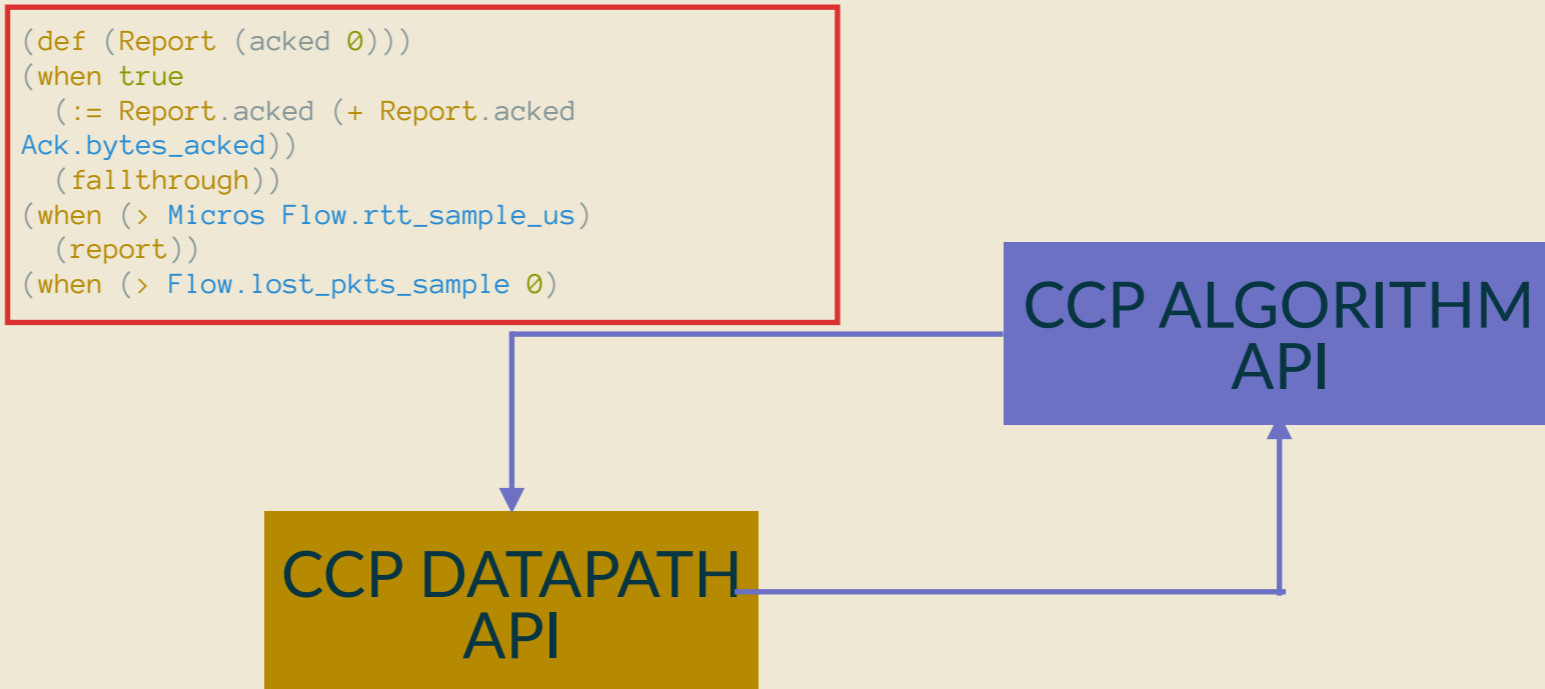 (def (Report (acked 0)))
(when true
  (:= Report.acked (+ Report.acked
Ack.bytes_acked))
  (fallthrough))
(when (> Micros Flow.rtt_sample_us)
  (report))
(when (> Flow.lost_pkts_sample 0)
CCP ALGORITHM
API
CCP DATAPATH
API